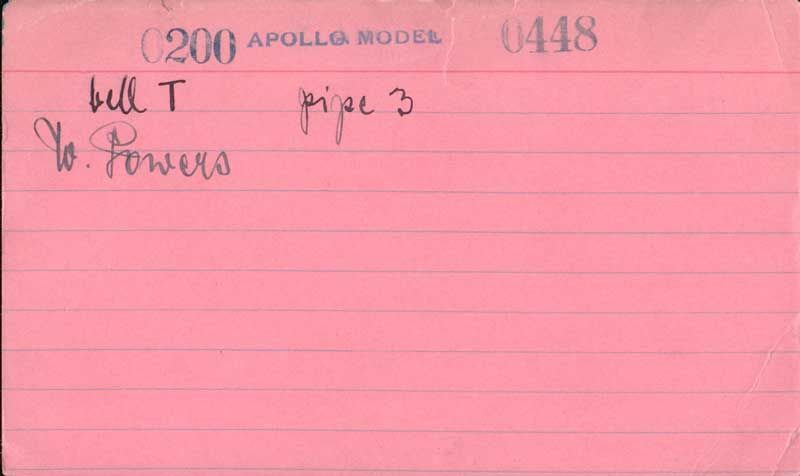 0200 APOLLO MODEL 0448
bell T pipe 3
W. Powers